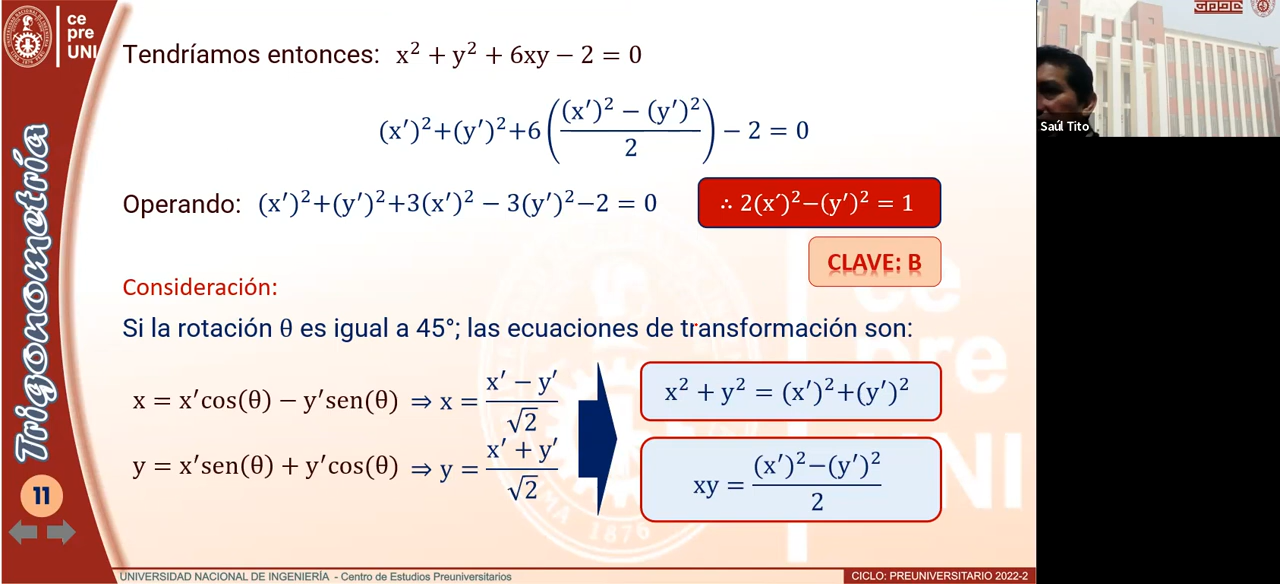 ce
pre
UNI
Trigonometría
11
Tendríamos entonces: x² + y² + 6xy − 2 = 0
(x′)²+(y′)²+6( ((x′)² − (y′)²)/2 ) − 2 = 0
Operando: (x′)²+(y′)²+3(x′)² − 3(y′)²−2 = 0
∴ 2(x′)²−(y′)² = 1
CLAVE: B
Consideración:
Si la rotación θ es igual a 45°; las ecuaciones de transformación son:
x = x′cos(θ) − y′sen(θ) ⇒ x = (x′ − y′)/√2
y = x′sen(θ) + y′cos(θ) ⇒ y = (x′ + y′)/√2
x² + y² = (x′)²+(y′)²
xy = ((x′)²−(y′)²)/2
1876
UNIVERSIDAD NACIONAL DE INGENIERÍA - Centro de Estudios Preuniversitarios
CICLO: PREUNIVERSITARIO 2022-2
Saúl Tito